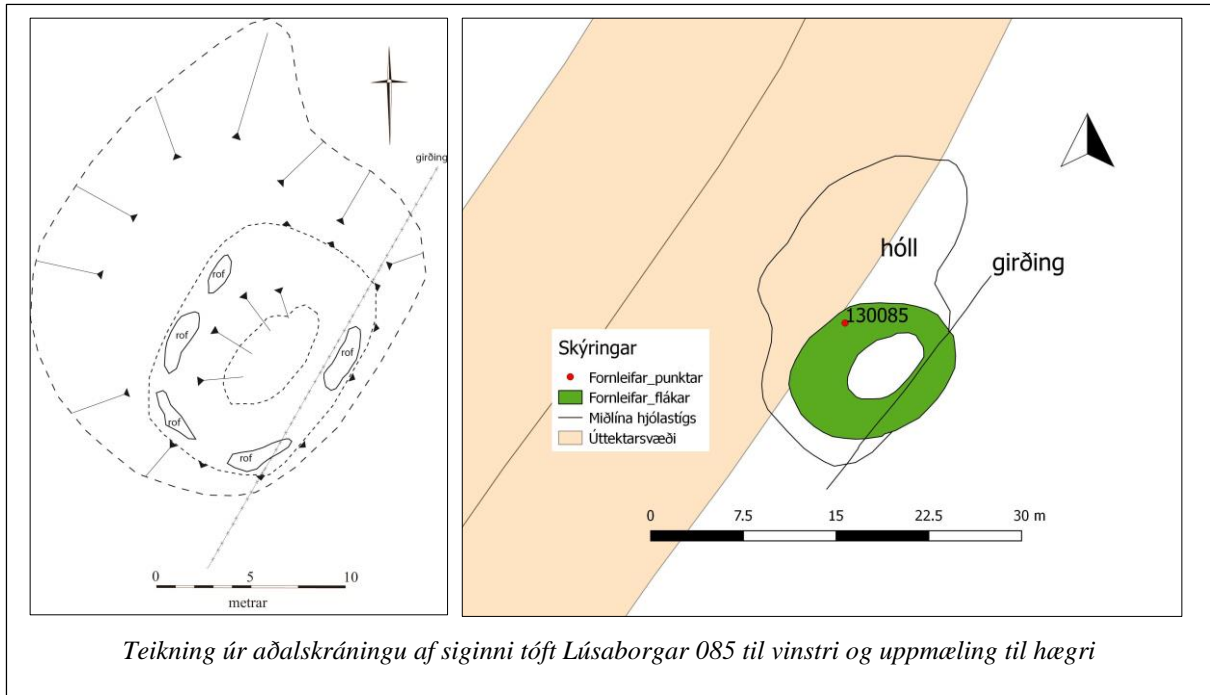 girðing
rof
rof
rof
rof
rof
0 5 10
metrar
hóll
girðing
130085
Skýringar
Fornleifar_punktar
Fornleifar_flákar
Miðlína hjólastígs
Úttektarsvæði
0 7.5 15 22.5 30 m
Teikning úr aðalskráningu af siginni tóft Lúsaborgar 085 til vinstri og uppmæling til hægri